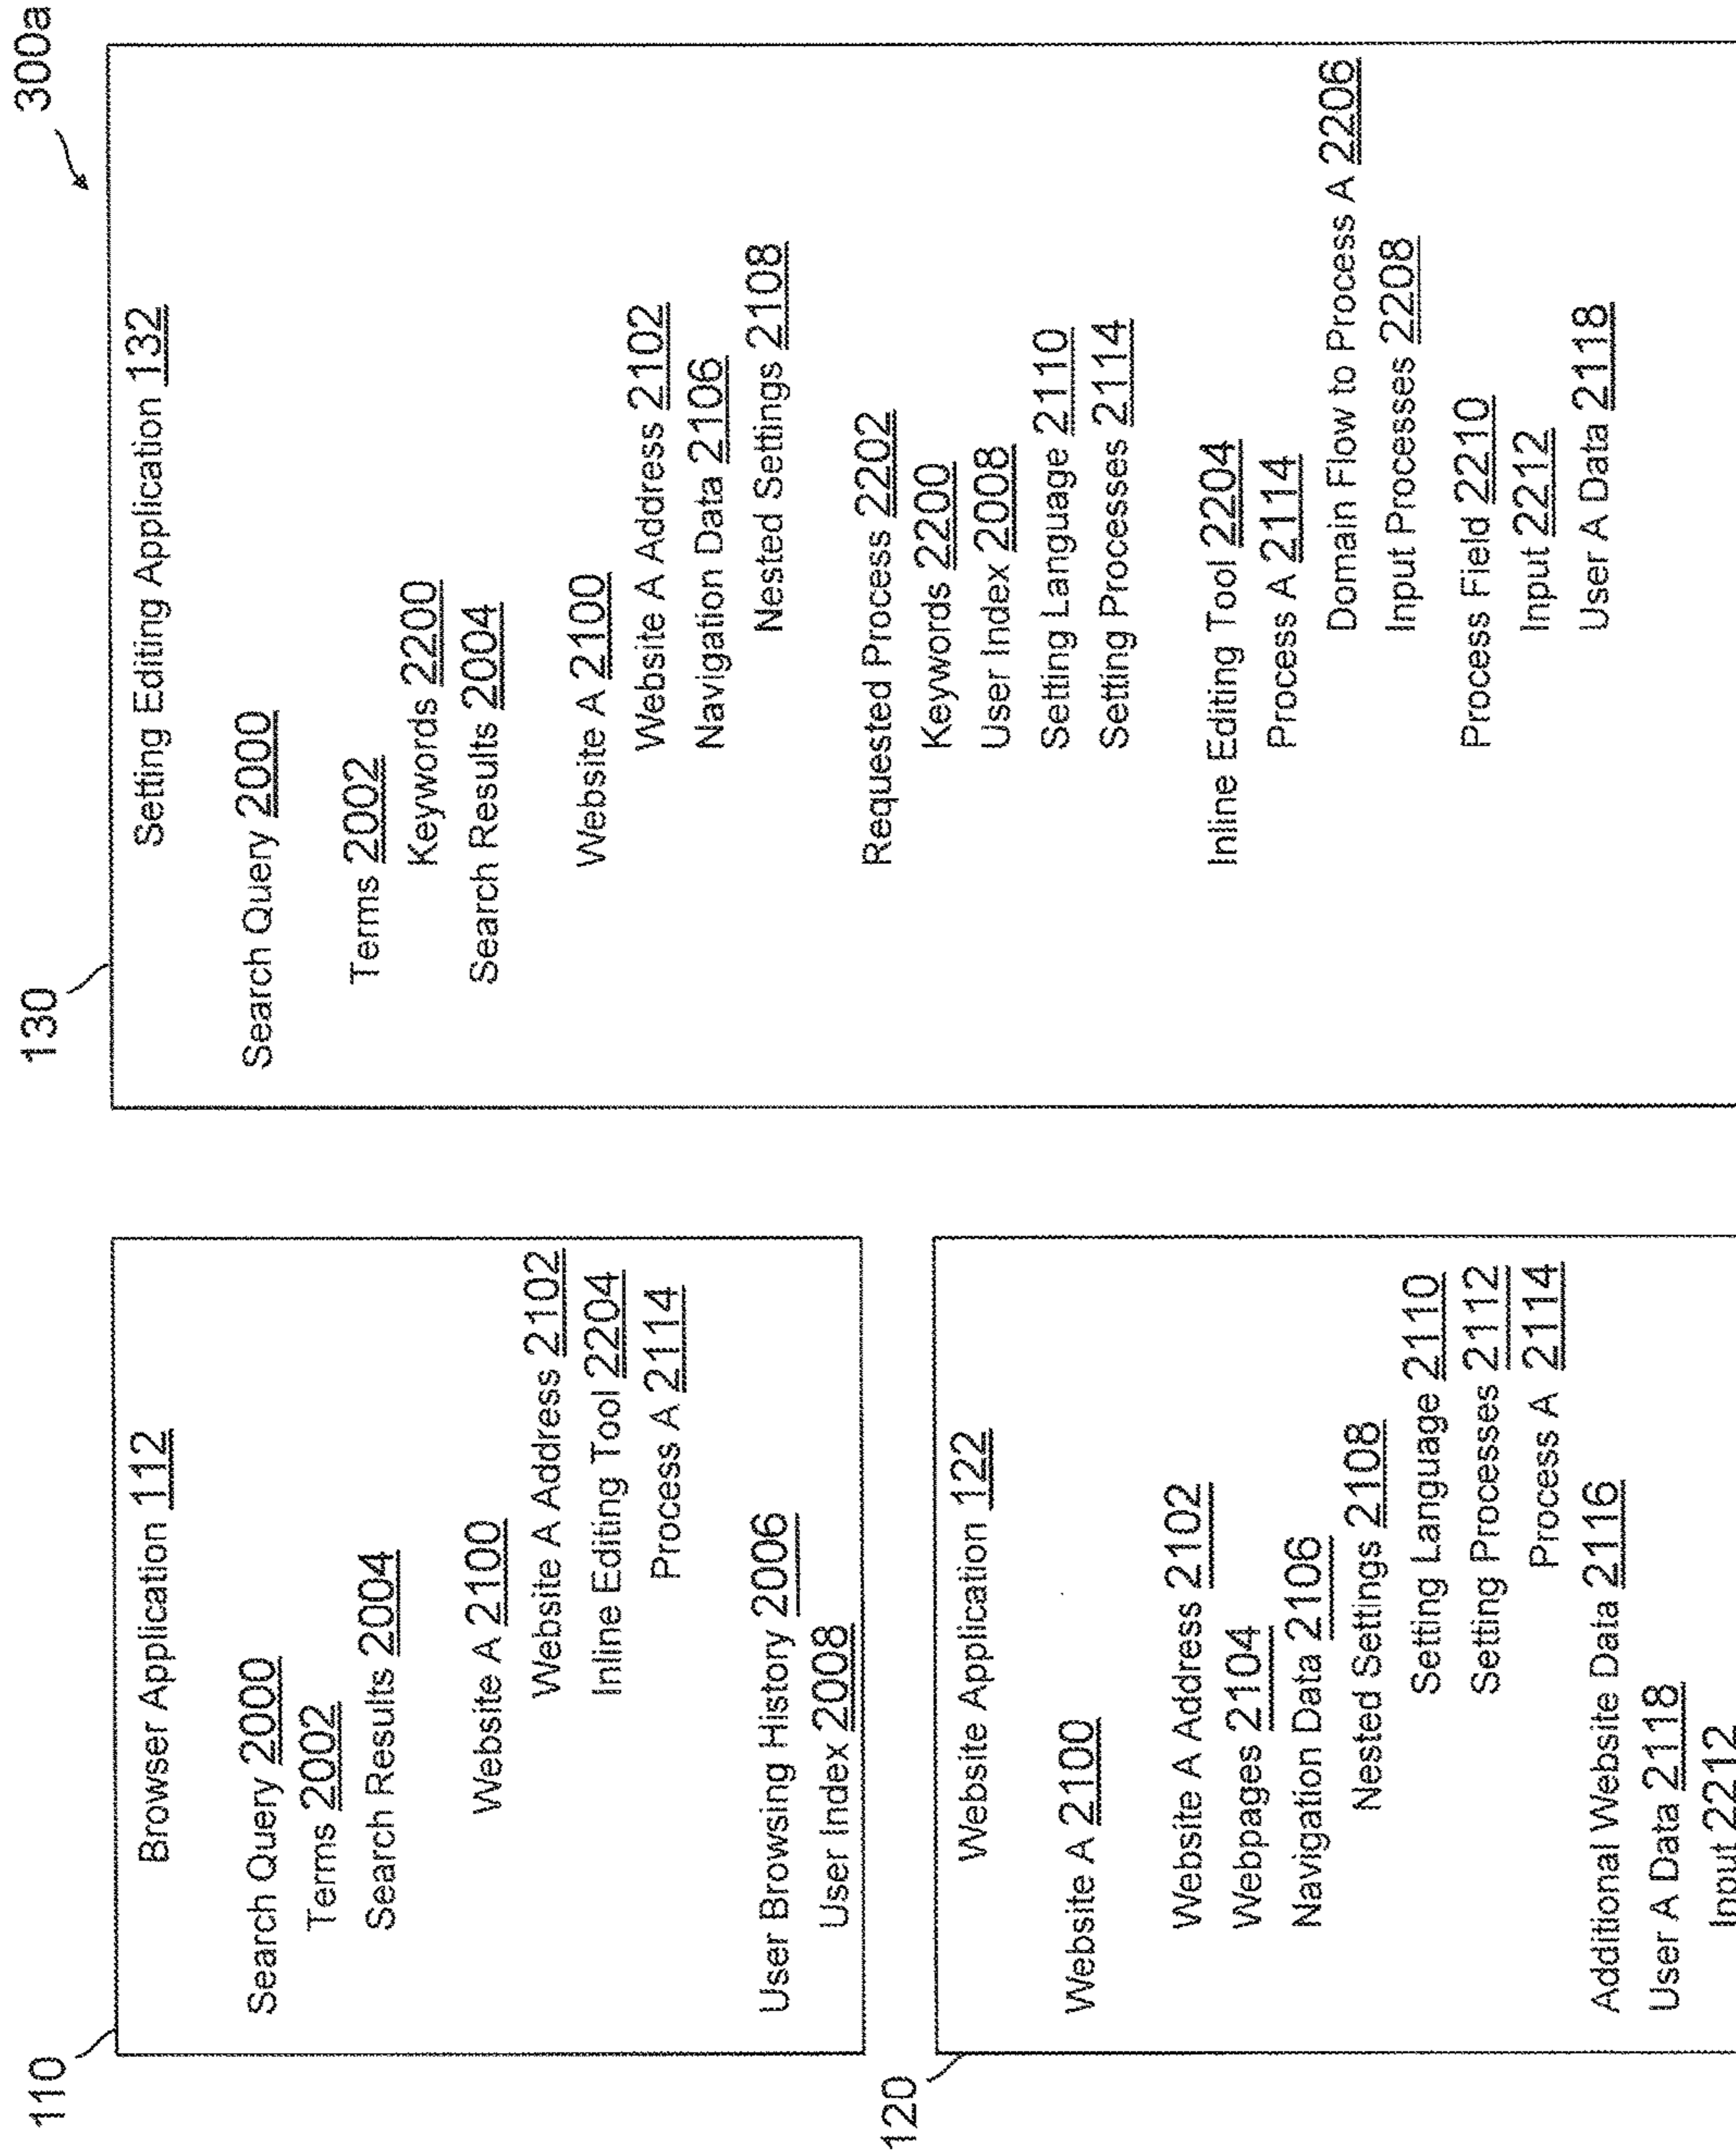 300a
110
Browser Application 112
Search Query 2000
Terms 2002
Search Results 2004
Website A 2100
Website A Address 2102
Inline Editing Tool 2204
Process A 2114
User Browsing History 2006
User Index 2008
120
Website Application 122
Website A 2100
Website A Address 2102
Webpages 2104
Navigation Data 2106
Nested Settings 2108
Setting Language 2110
Setting Processes 2112
Process A 2114
Additional Website Data 2116
User A Data 2118
Input 2212
130
Setting Editing Application 132
Search Query 2000
Terms 2002
Keywords 2200
Search Results 2004
Website A 2100
Website A Address 2102
Navigation Data 2106
Nested Settings 2108
Requested Process 2202
Keywords 2200
User Index 2008
Setting Language 2110
Setting Processes 2114
Inline Editing Tool 2204
Process A 2114
Domain Flow to Process A 2206
Input Processes 2208
Process Field 2210
Input 2212
User A Data 2118